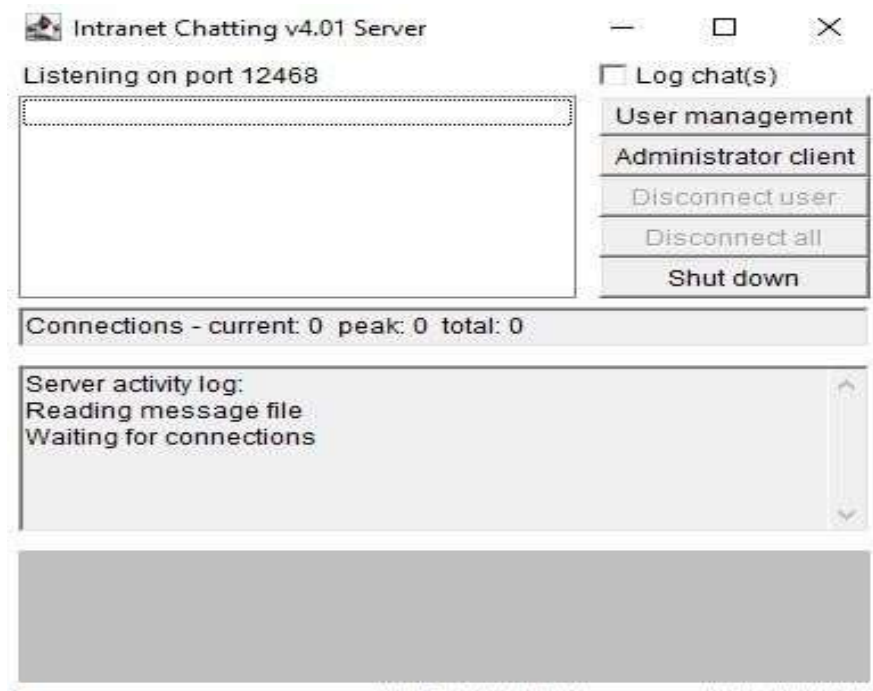 Intranet Chatting v4.01 Server
Listening on port 12468
Log chat(s)
User management
Administrator client
Disconnect user
Disconnect all
Shut down
Connections - current: 0 peak: 0 total: 0
Server activity log:
Reading message file
Waiting for connections